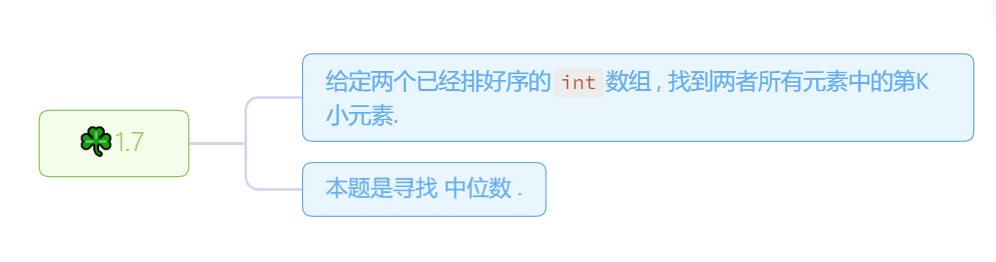 ☘1.7
给定两个已经排好序的 int 数组 , 找到两者所有元素中的第K
小元素.
本题是寻找 中位数 .